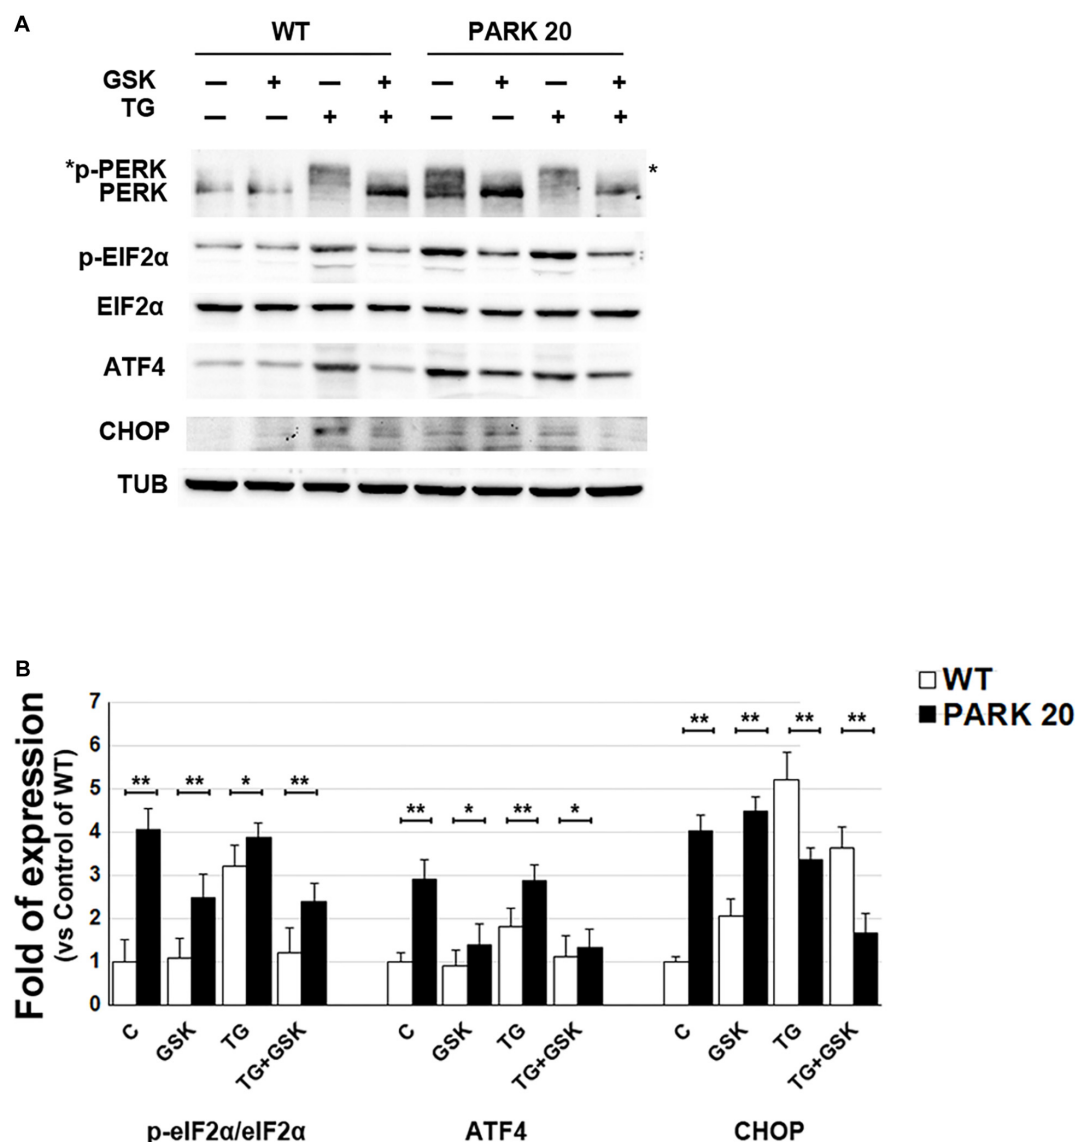 A
WT PARK 20
GSK — + — + — + — +
TG — — + + — — + +
*p-PERK *
PERK
p-EIF2α
EIF2α
ATF4
CHOP
TUB
B
WT
PARK 20
Fold of expression
(vs Control of WT)
7
6
5
4
3
2
1
0
** ** * **
** * ** *
** ** ** **
C GSK TG TG+GSK C GSK TG TG+GSK C GSK TG TG+GSK
p-eIF2α/eIF2α ATF4 CHOP